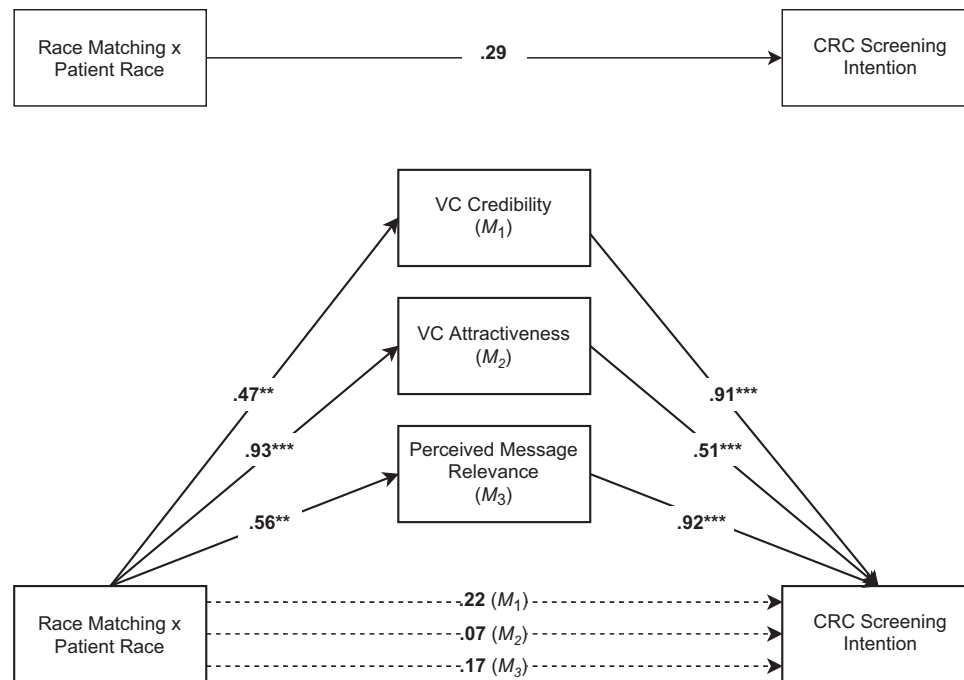 Race Matching x
Patient Race
.29
CRC Screening
Intention
VC Credibility
(M1)
VC Attractiveness
(M2)
.47**
.91***
.93***
.51***
Perceived Message
Relevance
(M3)
.56**
.92***
Race Matching x
Patient Race
.22 (M1)
.07 (M2)
.17 (M3)
CRC Screening
Intention